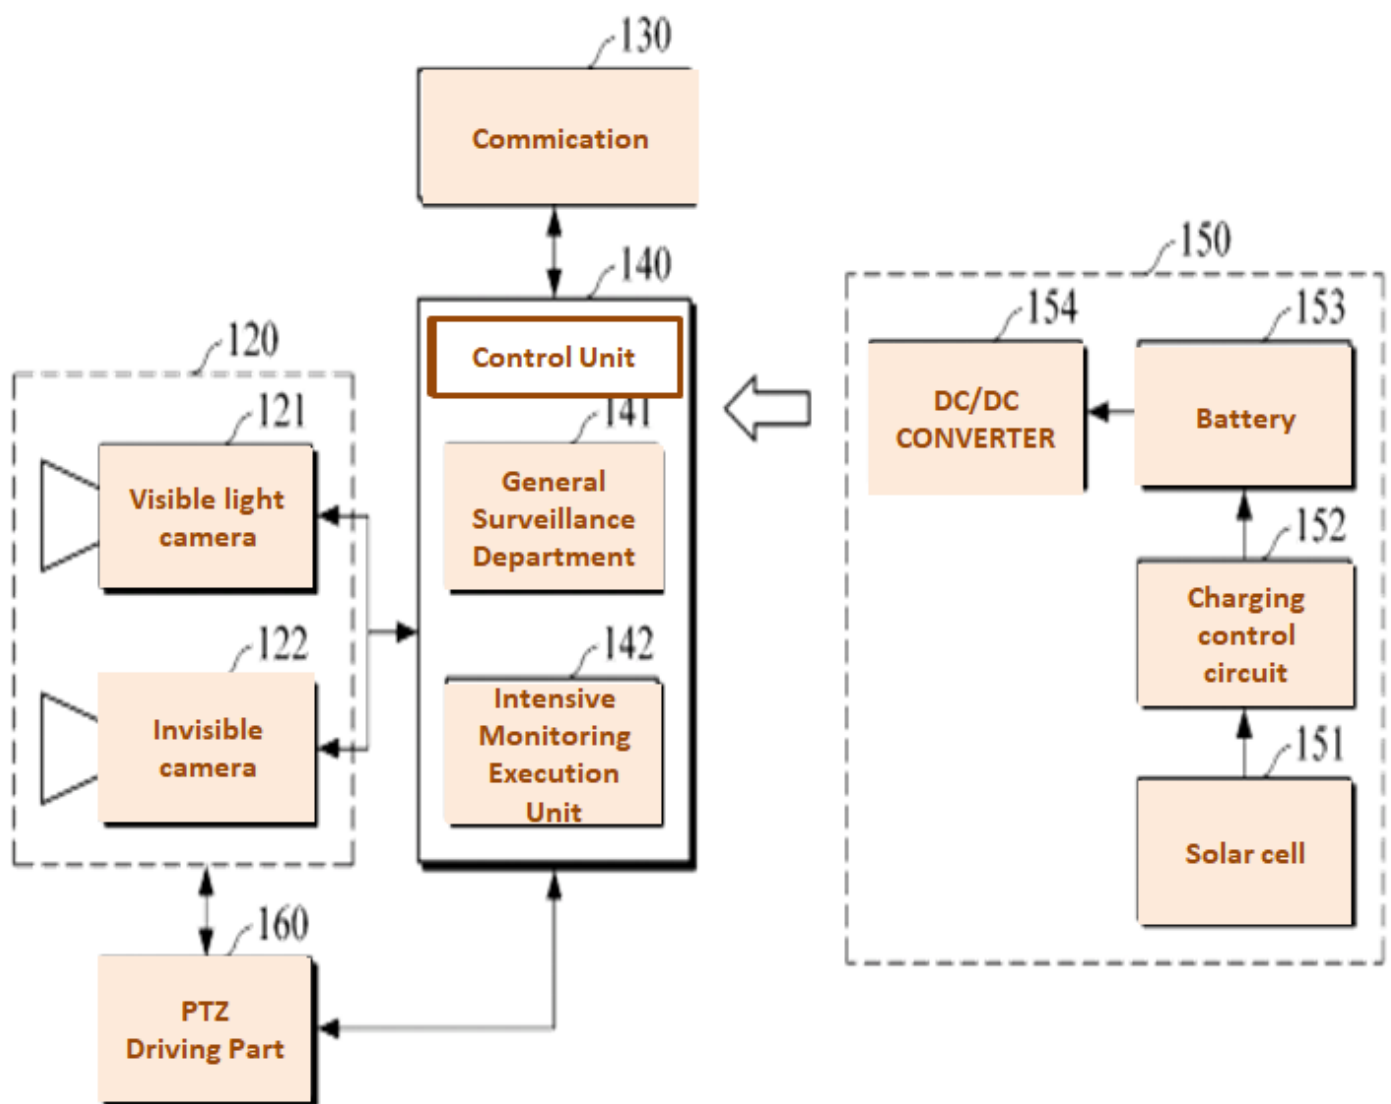 130
Commication
140
Control Unit
141
General
Surveillance
Department
142
Intensive
Monitoring
Execution
Unit
120
121
Visible light
camera
122
Invisible
camera
160
PTZ
Driving Part
150
154
DC/DC
CONVERTER
153
Battery
152
Charging
control
circuit
151
Solar cell